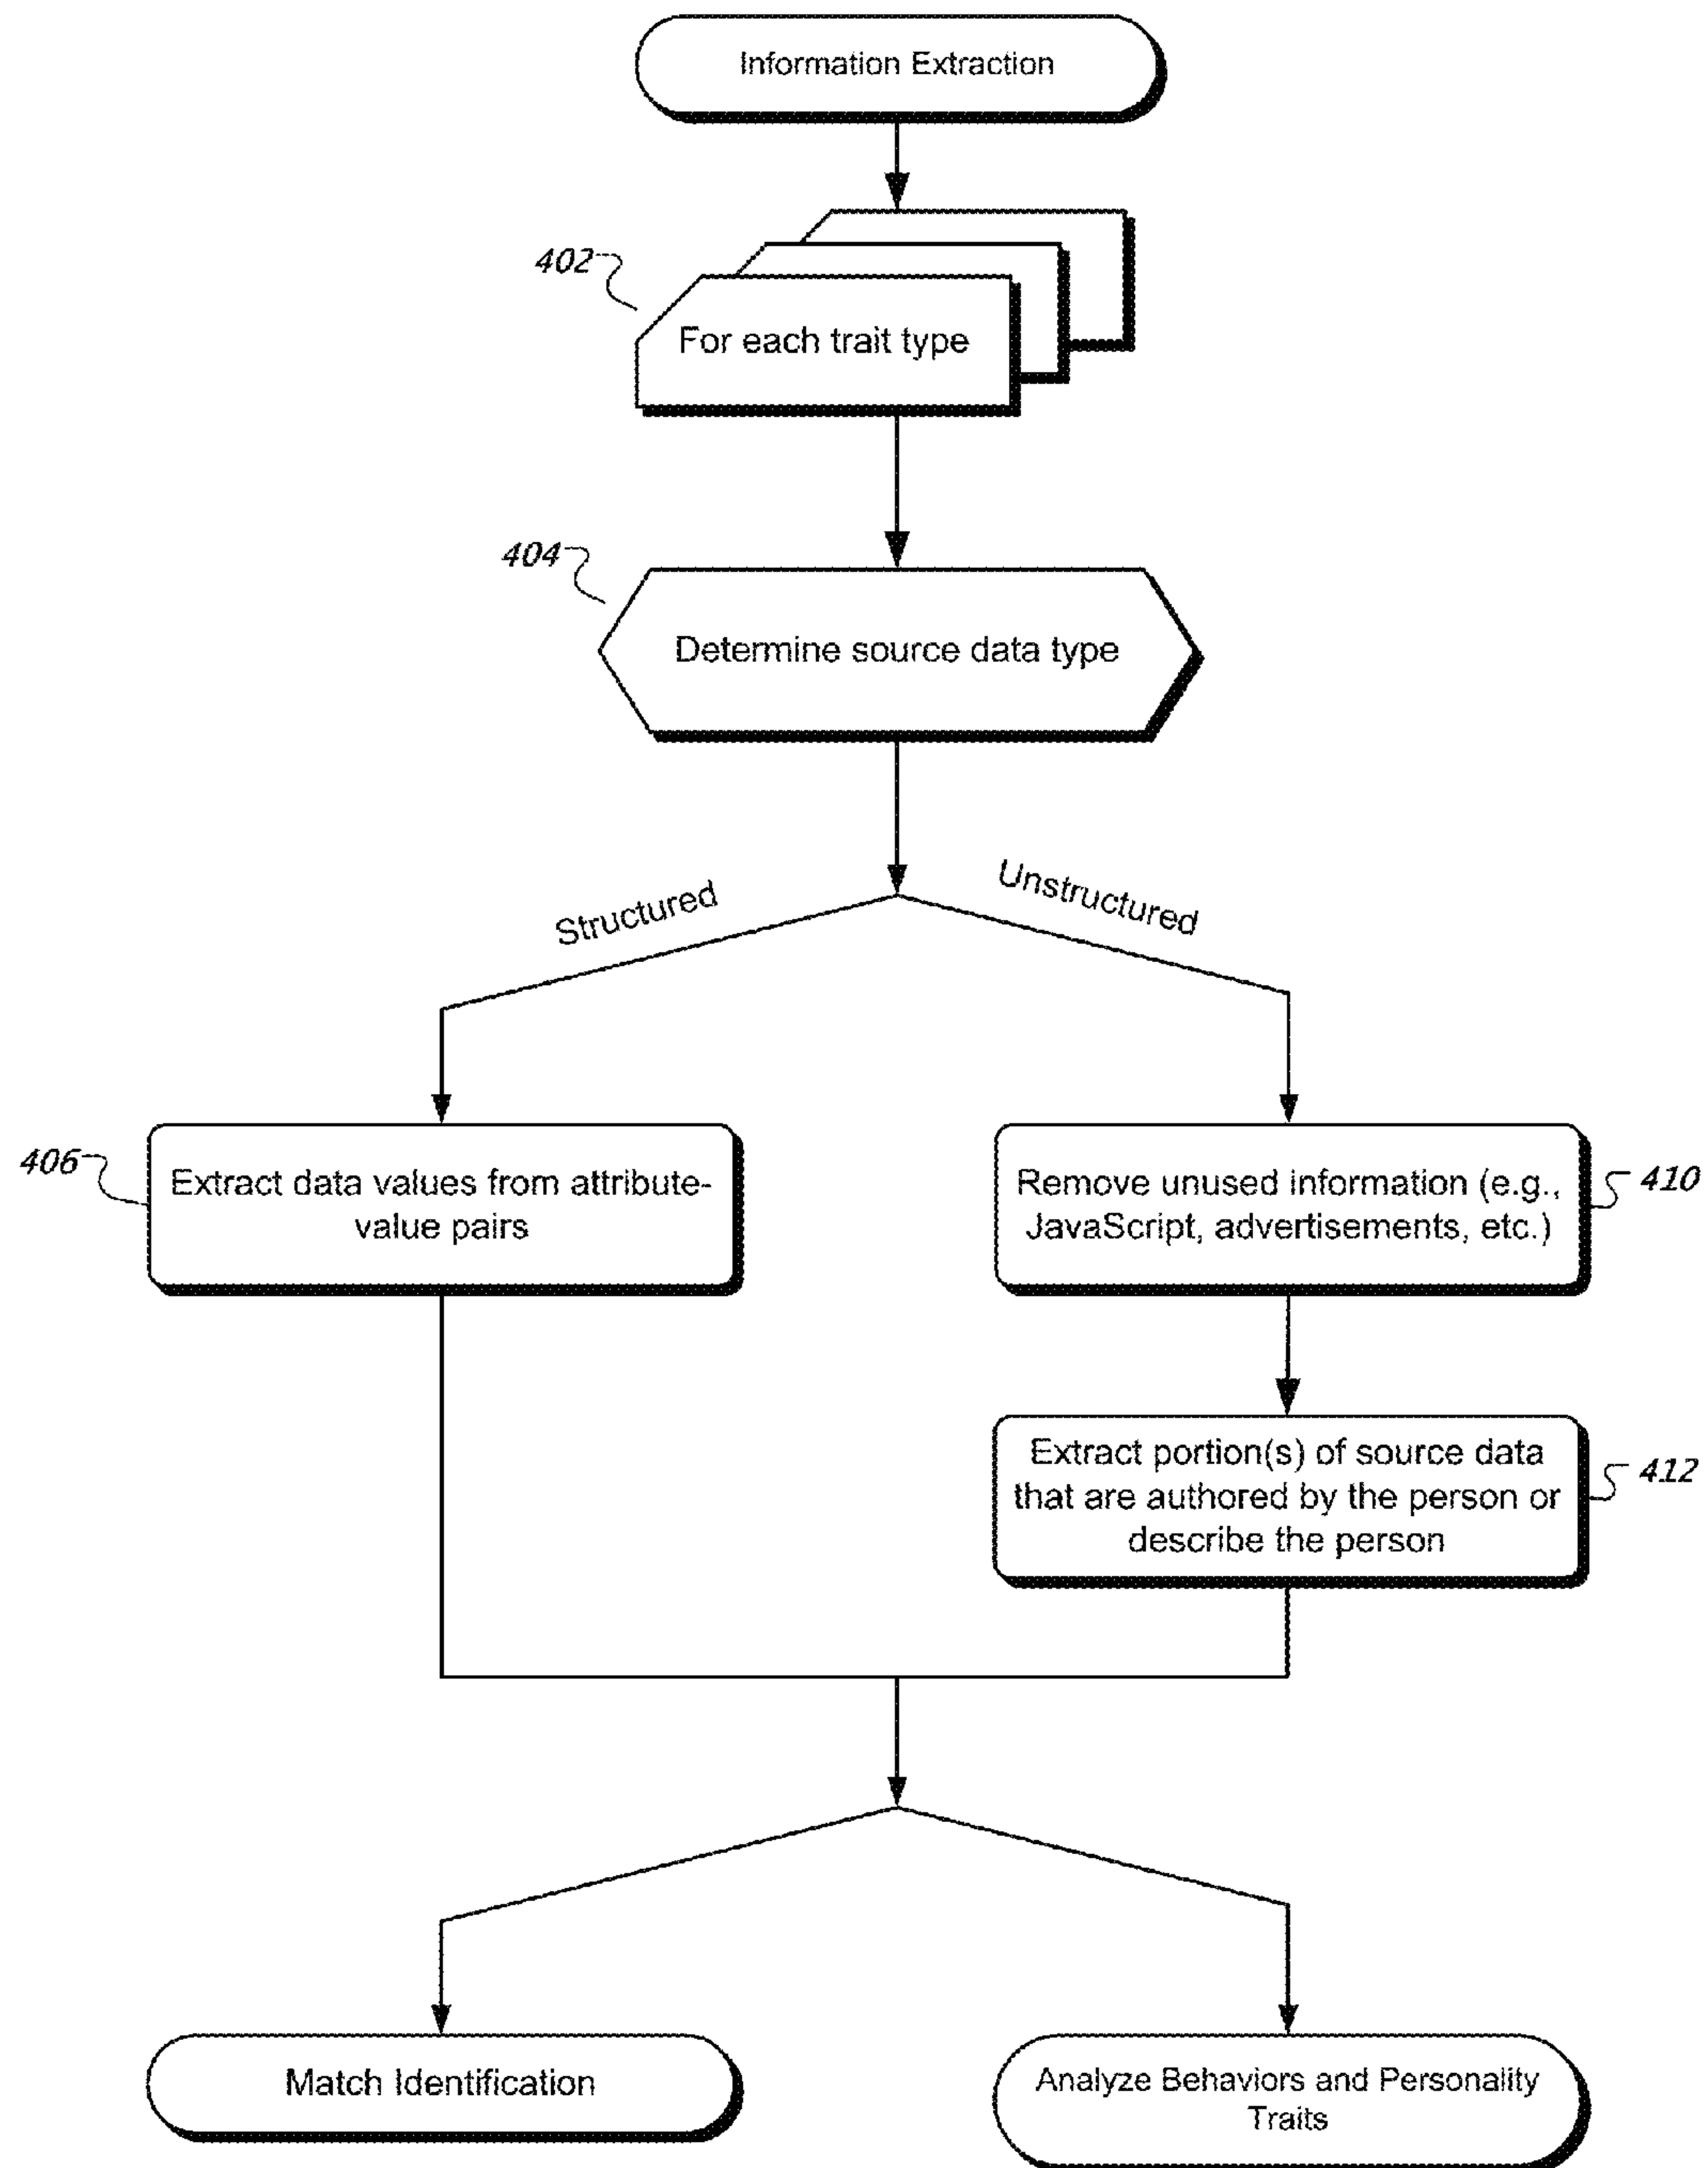 Information Extraction
402
For each trait type
404
Determine source data type
Structured
Unstructured
406
Extract data values from attribute-
value pairs
Remove unused information (e.g.,
JavaScript, advertisements, etc.)
410
Extract portion(s) of source data
that are authored by the person or
describe the person
412
Match Identification
Analyze Behaviors and Personality
Traits